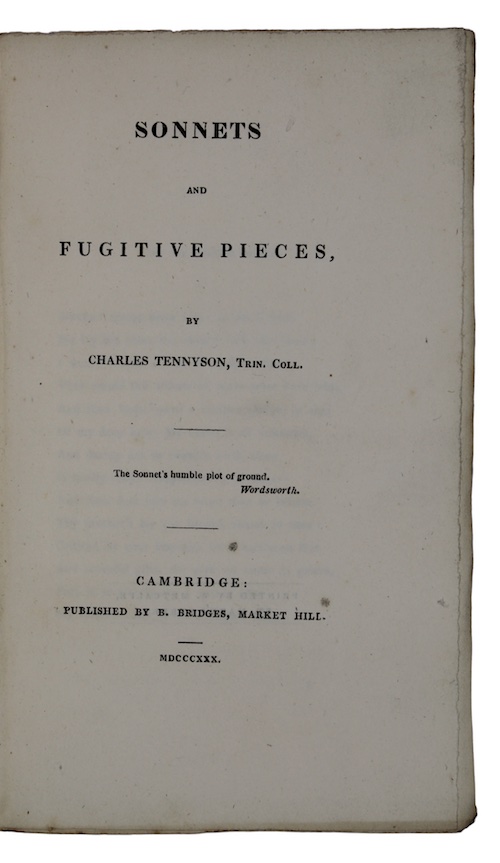 SONNETS
AND
FUGITIVE PIECES,
BY
CHARLES TENNYSON, TRIN. COLL.
The Sonnet's humble plot of ground.
Wordsworth.
CAMBRIDGE:
PUBLISHED BY B. BRIDGES, MARKET HILL.
MDCCCXXX.